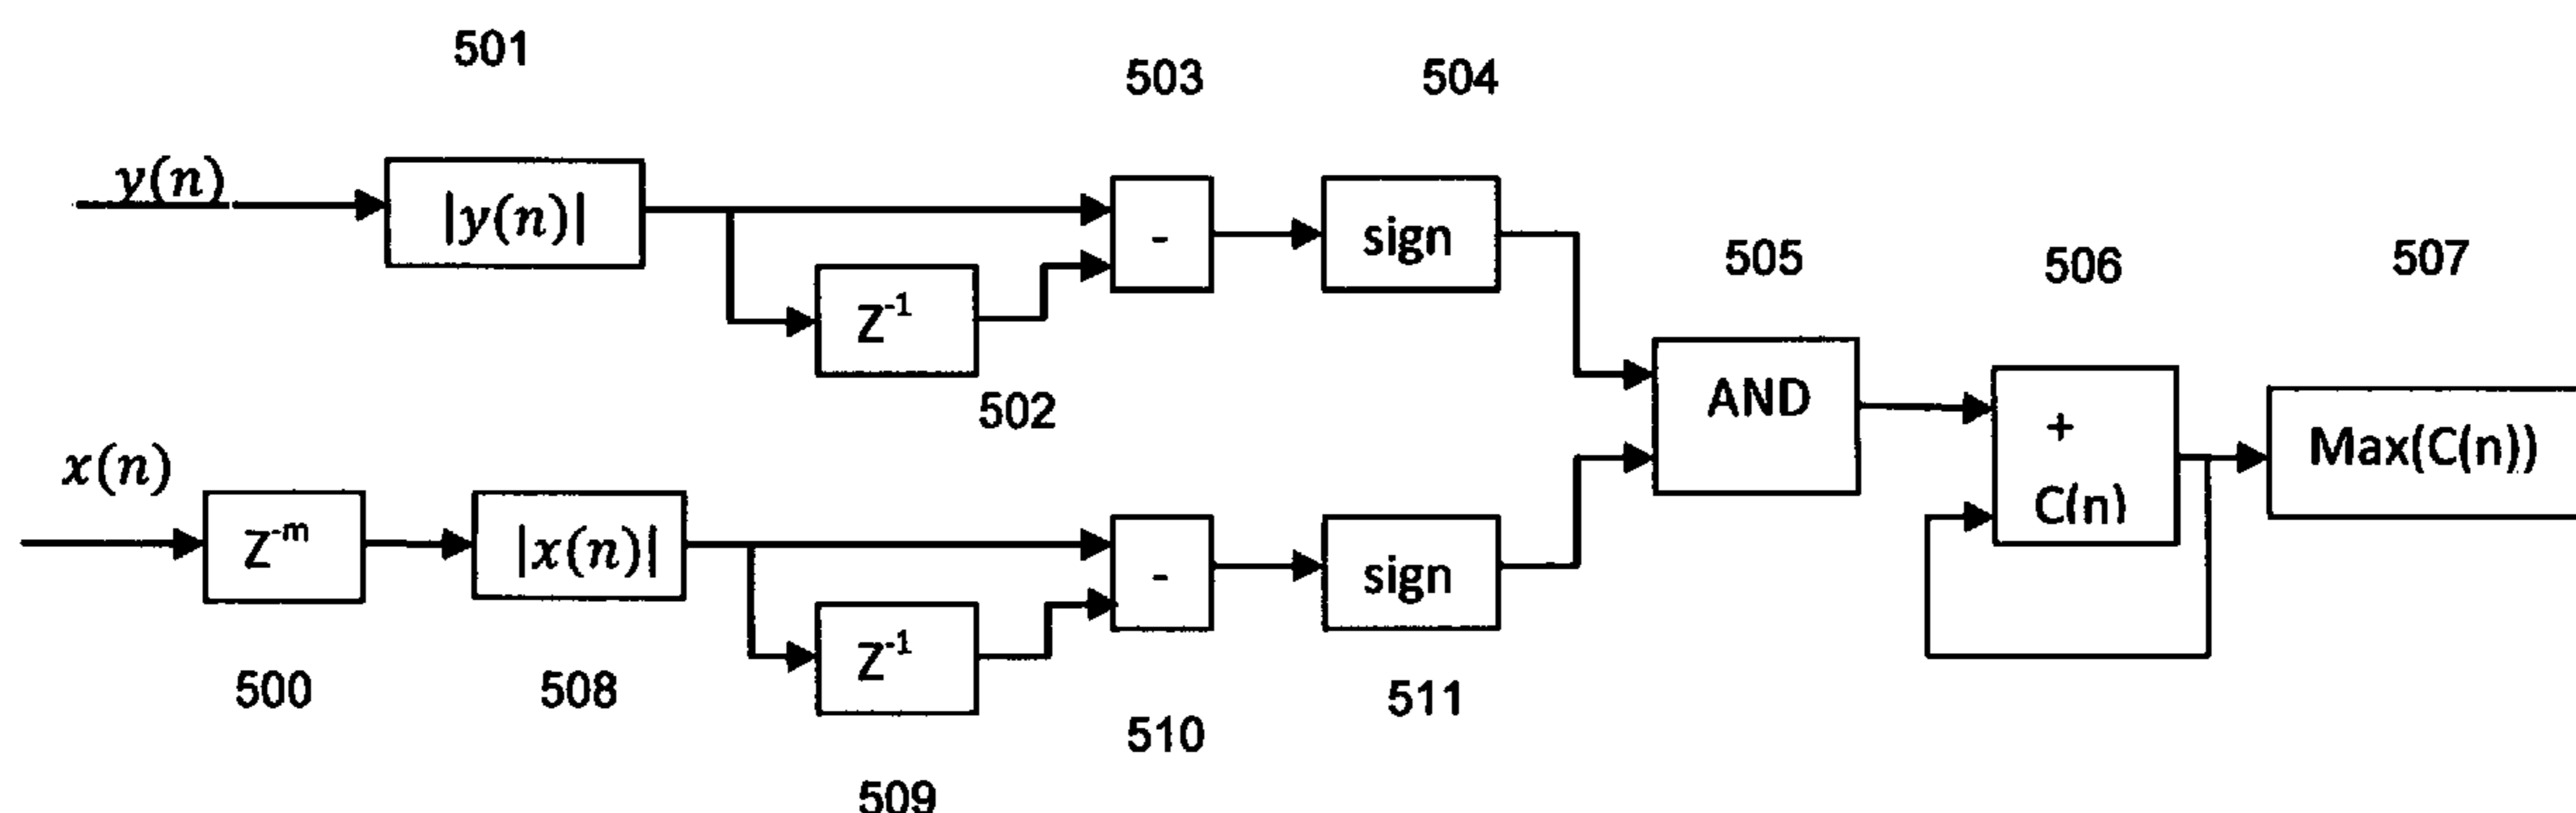 501
503
504
y(n)
|y(n)|
-
sign
505
506
507
Z⁻¹
502
AND
+
C(n)
Max(C(n))
x(n)
Z⁻ᵐ
|x(n)|
-
sign
Z⁻¹
500
508
511
510
509